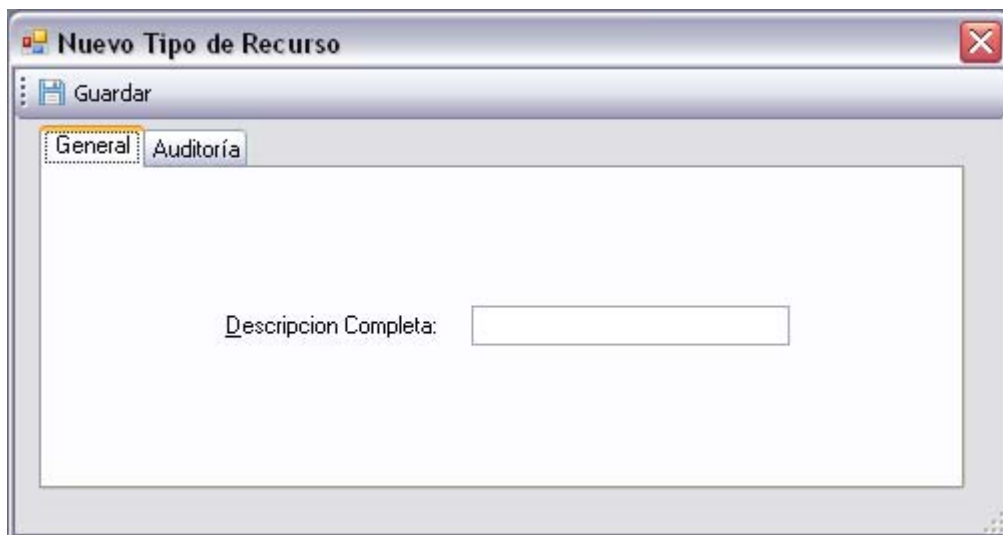 Nuevo Tipo de Recurso
Guardar
General Auditoría
Descripcion Completa: